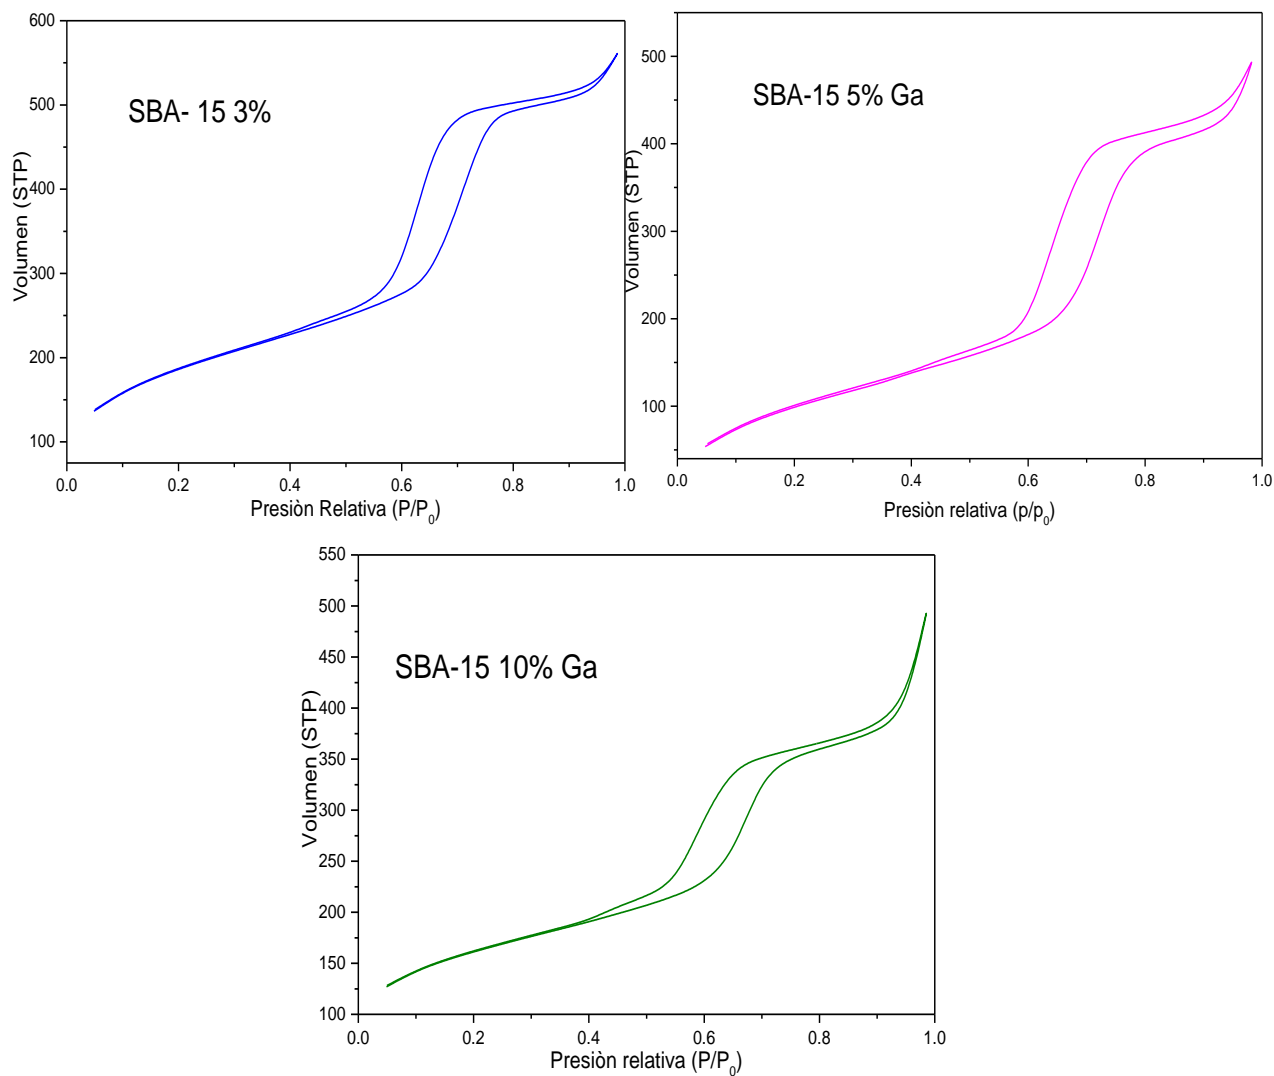 SBA- 15 3%
Volumen (STP)
600
500
400
300
200
100
0.0 0.2 0.4 0.6 0.8 1.0
Presiòn Relativa (P/P0)
SBA-15 5% Ga
Volumen (STP)
500
400
300
200
100
0.0 0.2 0.4 0.6 0.8 1.0
Presiòn relativa (p/p0)
SBA-15 10% Ga
Volumen (STP)
550
500
450
400
350
300
250
200
150
100
0.0 0.2 0.4 0.6 0.8 1.0
Presiòn relativa (P/P0)